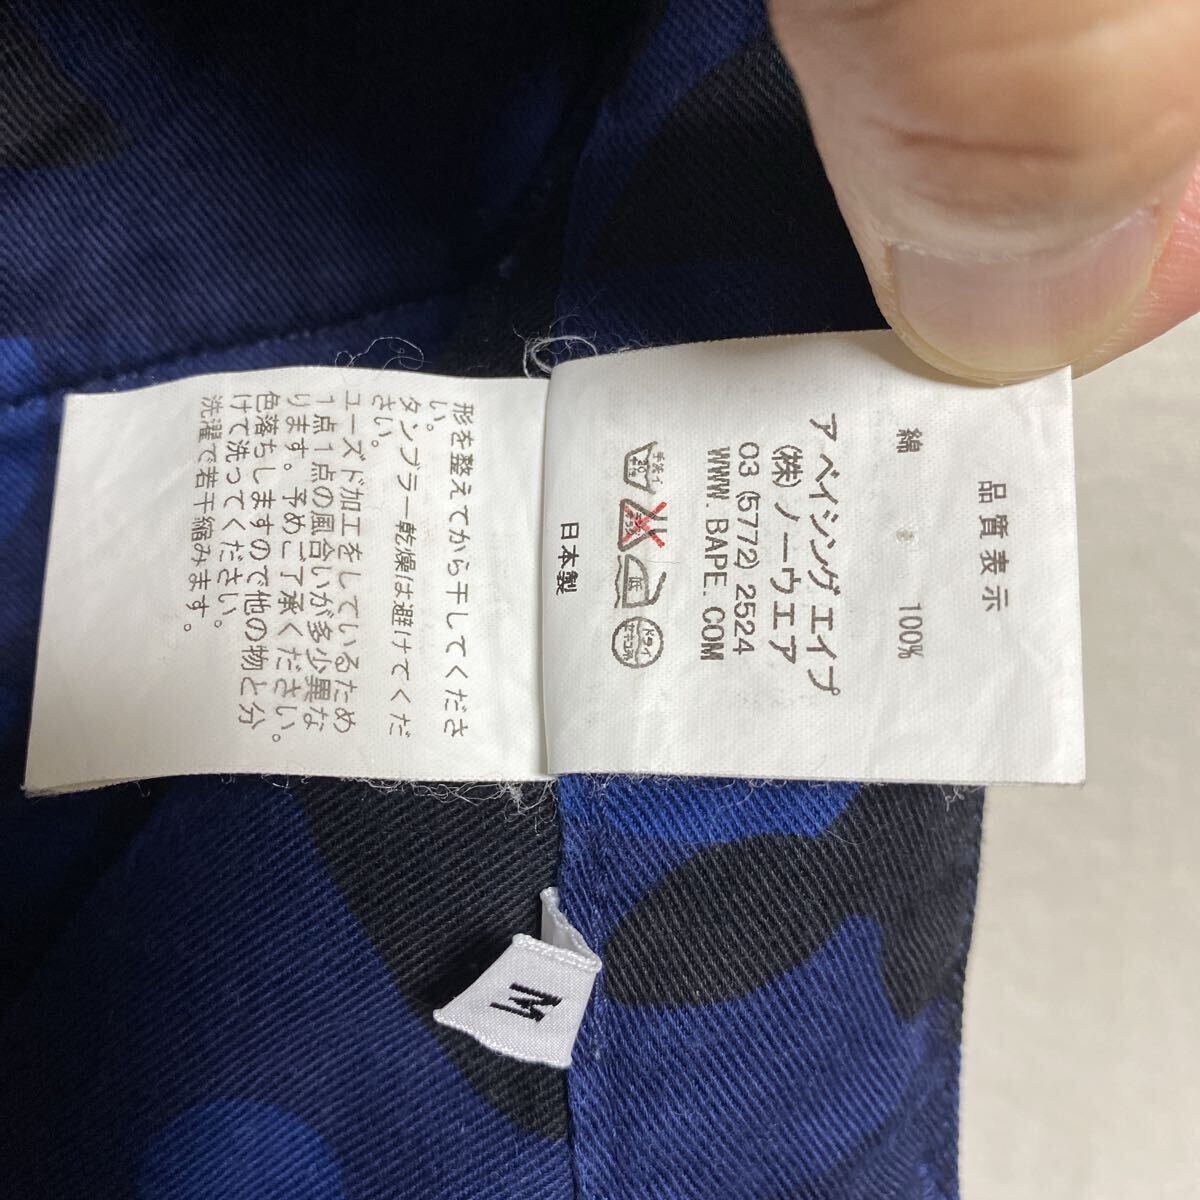 品質表示
綿 100%
ア ベイシング エイプ
(株)ノーウエア
03 (5772) 2524
WWW. BAPE. COM
日本製
形を整えてから干してくださ
い。
タンブラー乾燥は避けてくだ
さい。
ユーズド加工をしているため
1点1点の風合いが多少異な
ります。予めご了承ください。
色落ちしますので他の物と分
けて洗ってください。
洗濯で若干縮みます。
M